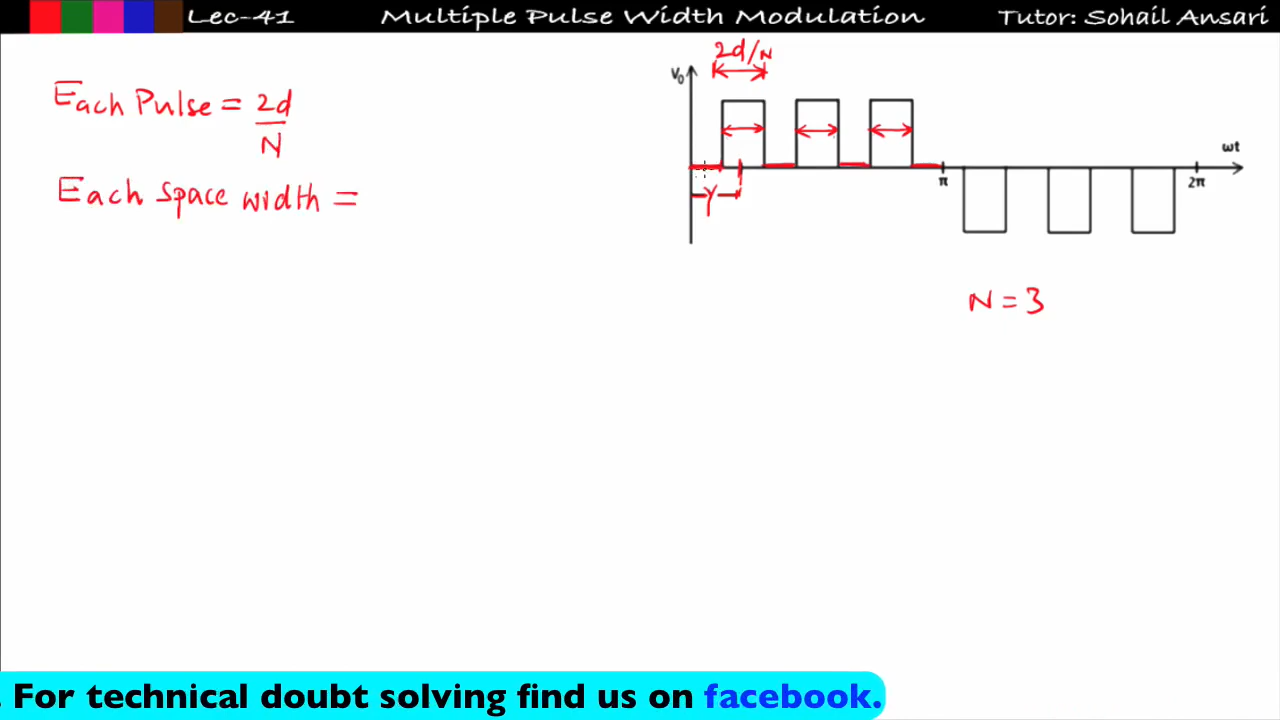 Lec-41 Multiple Pulse Width Modulation Tutor: Sohail Ansari
2d/N
V₀
Each Pulse = 2d
N
Each Space width =
ωt
γ
π
2π
N = 3
. For technical doubt solving find us on facebook.